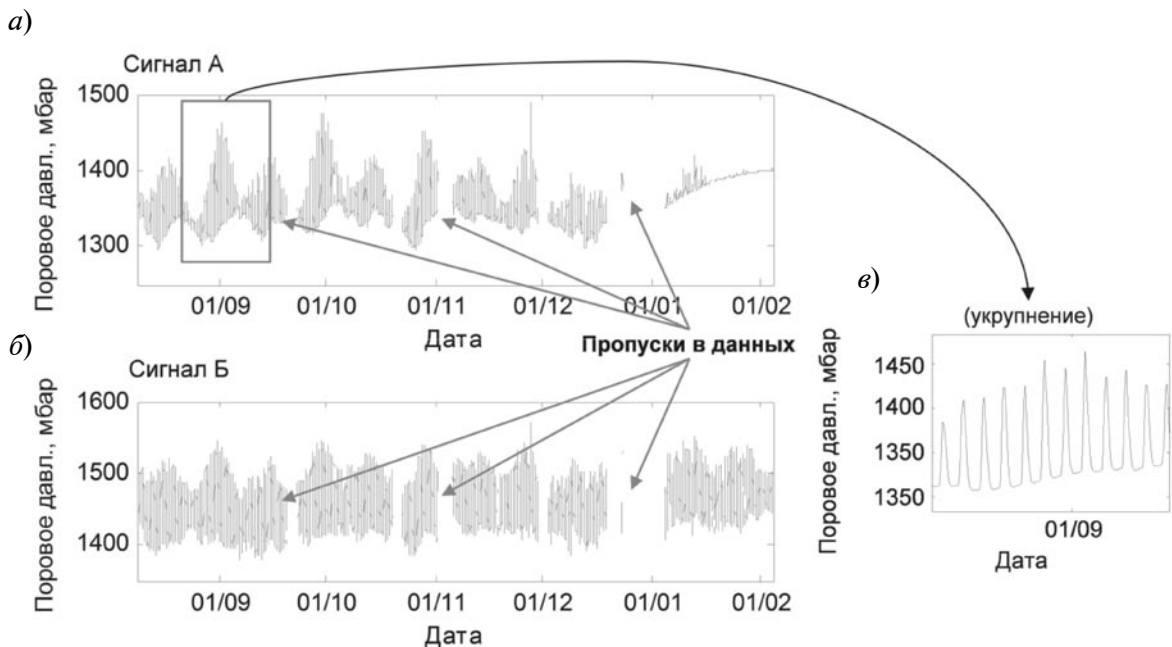 а)
Сигнал А
Поровое давл., мбар
1500
1400
1300
01/09 01/10 01/11 01/12 01/01 01/02
Дата
Пропуски в данных
б)
Сигнал Б
Поровое давл., мбар
1600
1500
1400
01/09 01/10 01/11 01/12 01/01 01/02
Дата
в)
(укрупнение)
Поровое давл., мбар
1450
1400
1350
1350
01/09
Дата